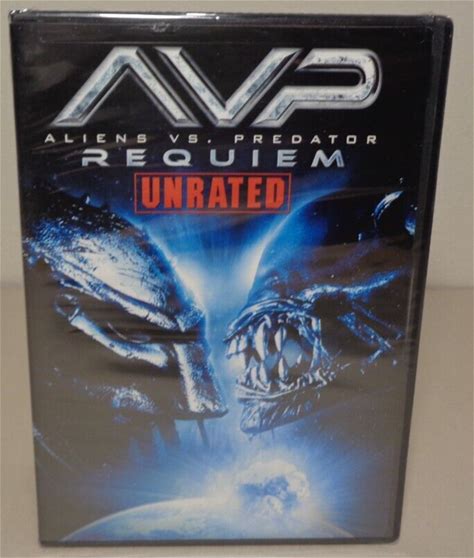 AVP
ALIENS VS. PREDATOR
REQUIEM
UNRATED